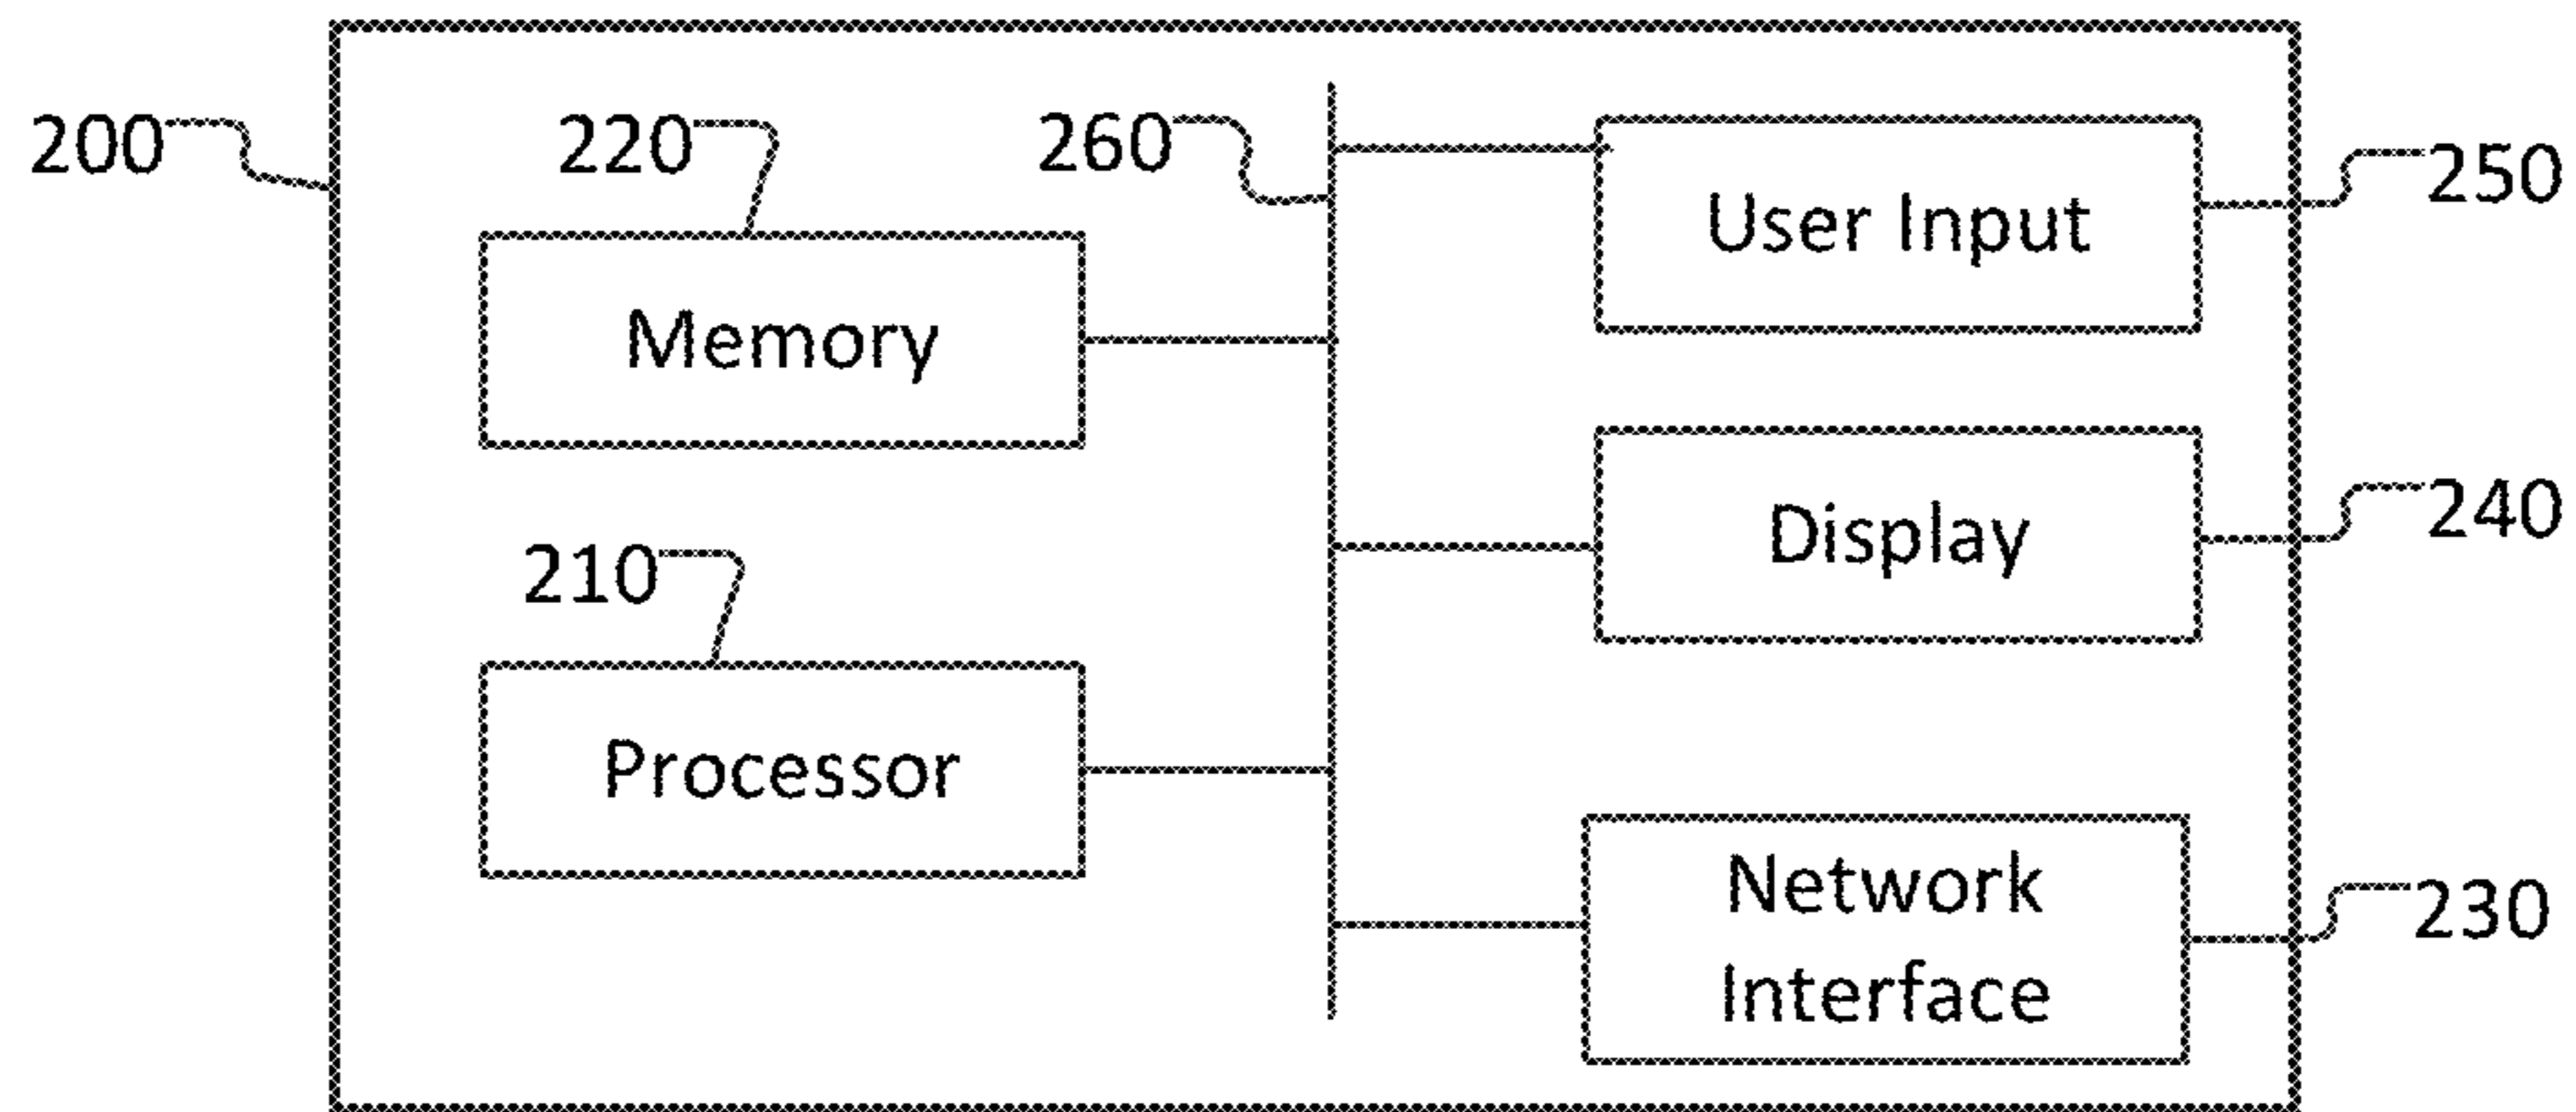 200
220
260
User Input
250
Memory
Display
240
210
Processor
Network
Interface
230